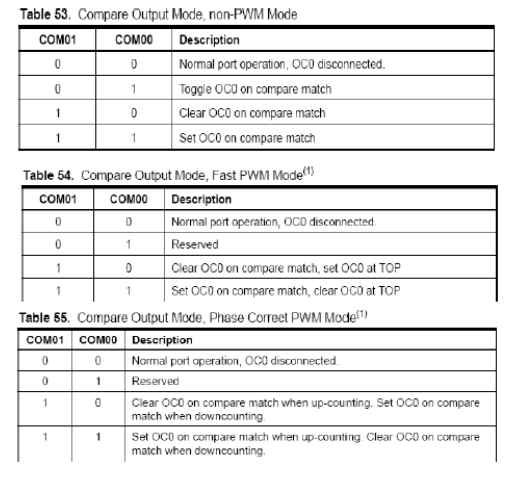 Table 53. Compare Output Mode, non-PWM Mode
COM01 COM00 Description
0 0 Normal port operation, OC0 disconnected.
0 1 Toggle OC0 on compare match
1 0 Clear OC0 on compare match
1 1 Set OC0 on compare match
Table 54. Compare Output Mode, Fast PWM Mode(1)
COM01 COM00 Description
0 0 Normal port operation, OC0 disconnected.
0 1 Reserved
1 0 Clear OC0 on compare match, set OC0 at TOP
1 1 Set OC0 on compare match, clear OC0 at TOP
Table 55. Compare Output Mode, Phase Correct PWM Mode(1)
COM01 COM00 Description
0 0 Normal port operation, OC0 disconnected.
0 1 Reserved
1 0 Clear OC0 on compare match when up-counting. Set OC0 on compare
match when downcounting.
1 1 Set OC0 on compare match when up-counting. Clear OC0 on compare
match when downcounting.